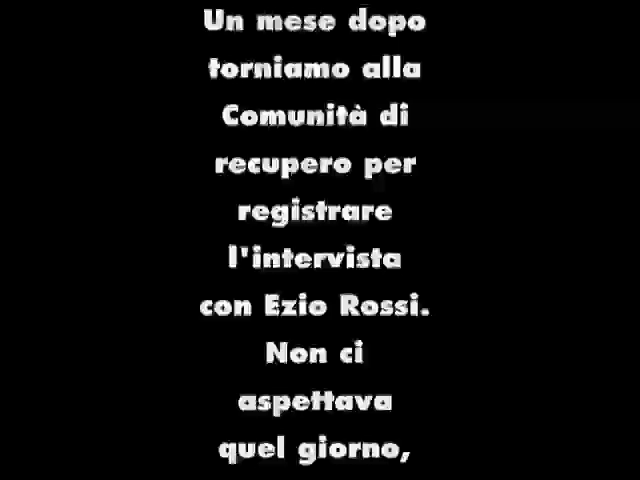 Un mese dopo
torniamo alla
Comunità di
recupero per
registrare
l'intervista
con Ezio Rossi.
Non ci
aspettava
quel giorno,